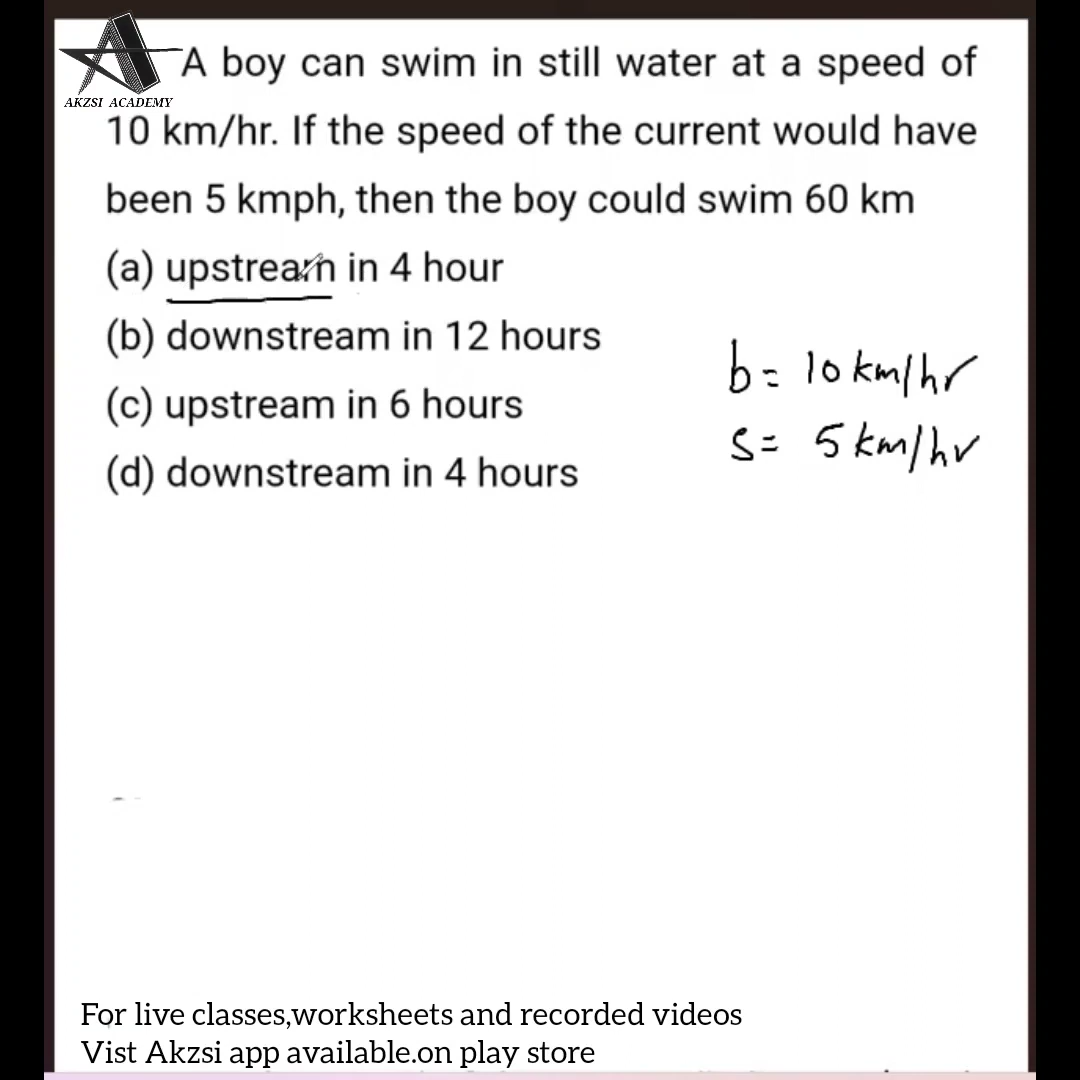 A boy can swim in still water at a speed of
AKZSI ACADEMY
10 km/hr. If the speed of the current would have
been 5 kmph, then the boy could swim 60 km
(a) upstream in 4 hour
(b) downstream in 12 hours
b= 10 km/hr
(c) upstream in 6 hours
s= 5 km/hr
(d) downstream in 4 hours
For live classes,worksheets and recorded videos
Vist Akzsi app available.on play store